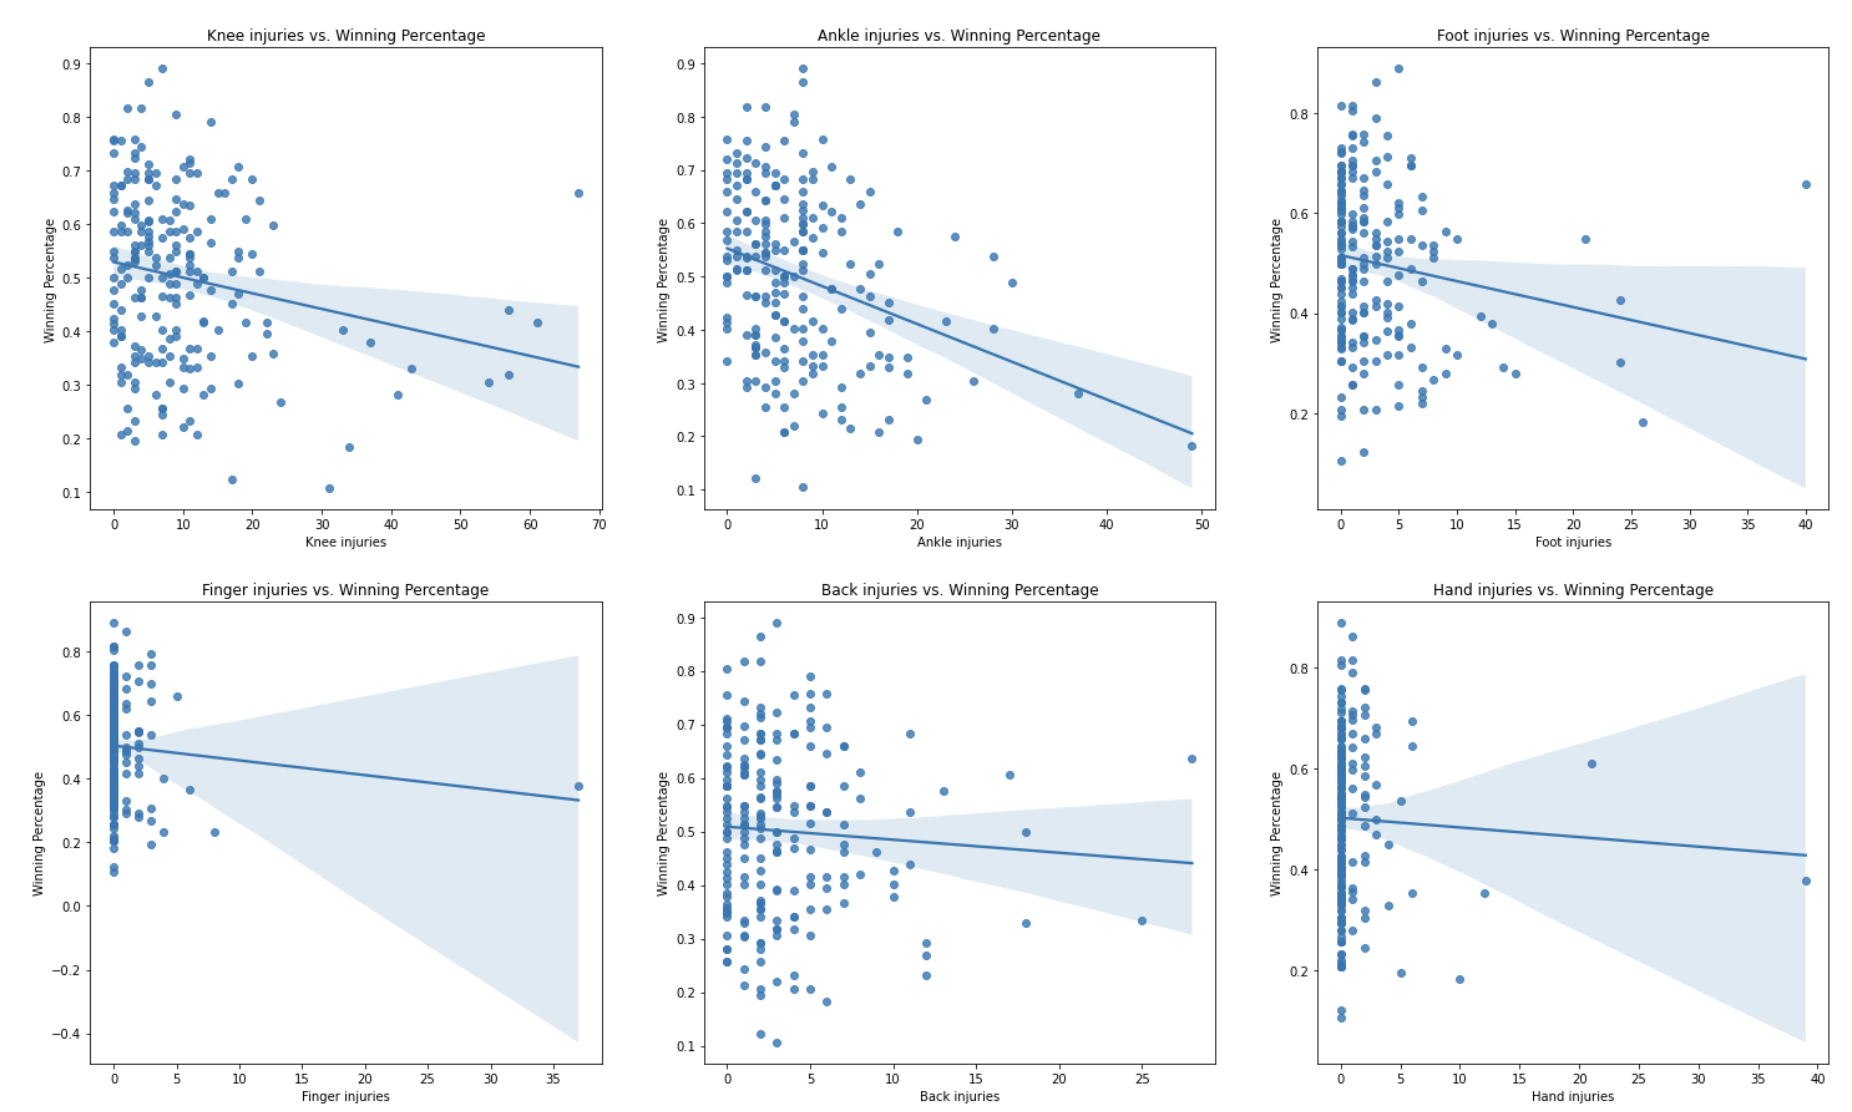 Knee injuries vs. Winning Percentage
0.9
0.8
0.7
0.6
0.5
0.4
0.3
0.2
0.1
Winning Percentage
0 10 20 30 40 50 60 70
Knee injuries
Ankle injuries vs. Winning Percentage
0.9
0.8
0.7
0.6
0.5
0.4
0.3
0.2
0.1
Winning Percentage
0 10 20 30 40 50
Ankle injuries
Foot injuries vs. Winning Percentage
0.8
0.6
0.4
0.2
Winning Percentage
0 5 10 15 20 25 30 35 40
Foot injuries
Finger injuries vs. Winning Percentage
0.8
0.6
0.4
0.2
0.0
−0.2
−0.4
Winning Percentage
0 5 10 15 20 25 30 35
Finger injuries
Back injuries vs. Winning Percentage
0.9
0.8
0.7
0.6
0.5
0.4
0.3
0.2
0.1
Winning Percentage
0 5 10 15 20 25
Back injuries
Hand injuries vs. Winning Percentage
0.8
0.6
0.4
0.2
Winning Percentage
0 5 10 15 20 25 30 35 40
Hand injuries